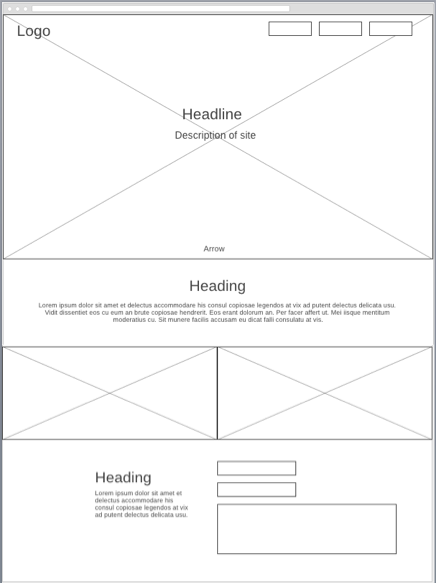 Logo
Headline
Description of site
Arrow
Heading
Lorem ipsum dolor sit amet et delectus accommodare his consul copiosae legendos at vix ad putent delectus delicata usu.
Vidit dissentiet eos cu eum an brute copiosae hendrerit. Eos erant dolorum an. Per facer affert ut. Mei iisque mentitum
moderatius cu. Sit munere facilis accusam eu dicat falli consulatu at vis.
Heading
Lorem ipsum dolor sit amet et
delectus accommodare his
consul copiosae legendos at vix
ad putent delectus delicata usu.